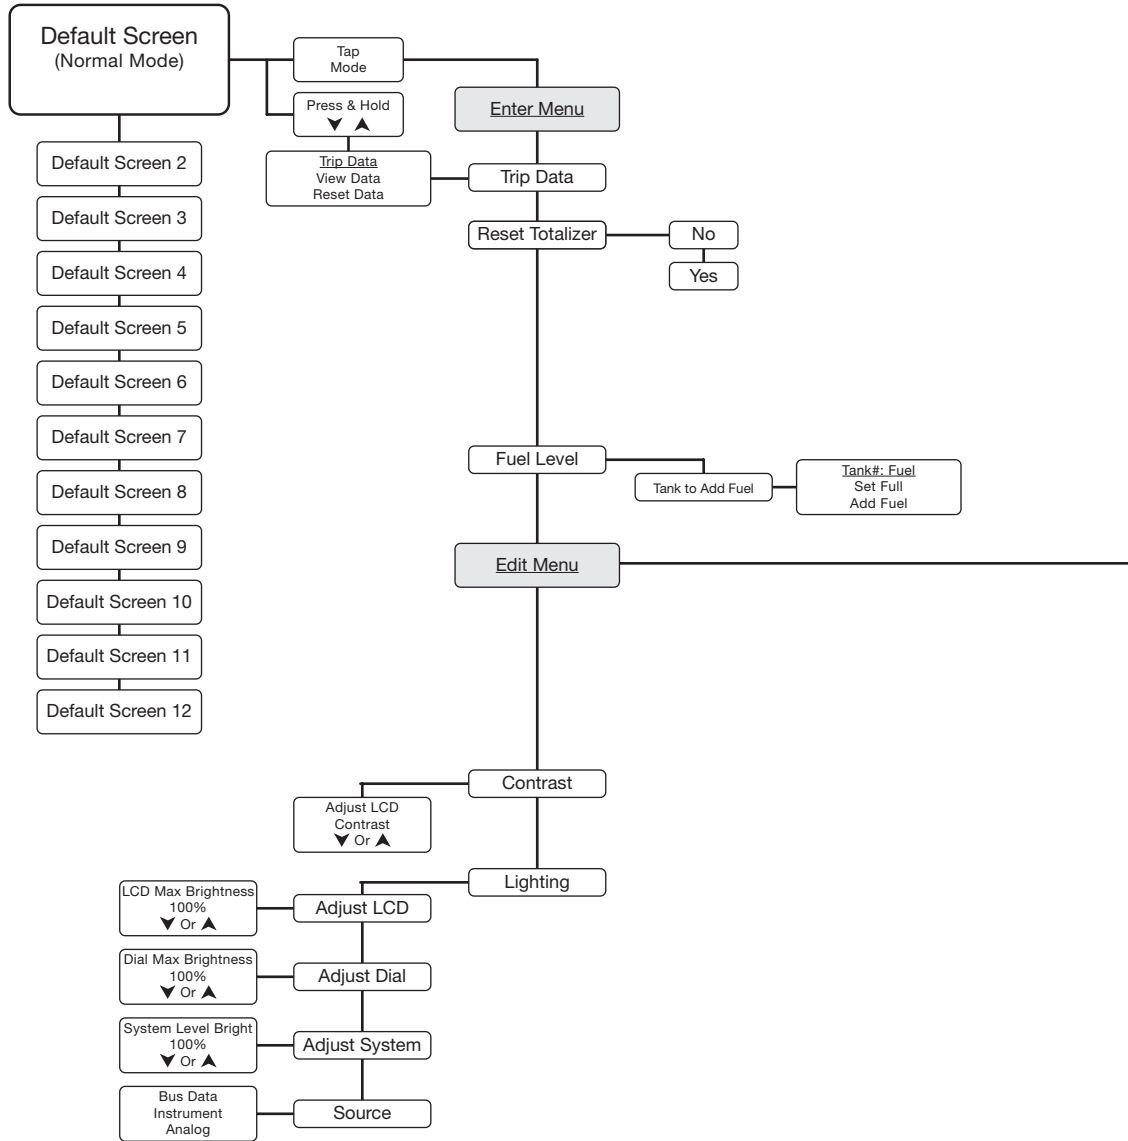 Default Screen
(Normal Mode)
Default Screen 2
Default Screen 3
Default Screen 4
Default Screen 5
Default Screen 6
Default Screen 7
Default Screen 8
Default Screen 9
Default Screen 10
Default Screen 11
Default Screen 12
Tap
Mode
Press & Hold
Trip Data
View Data
Reset Data
Enter Menu
Trip Data
Reset Totalizer
No
Yes
Fuel Level
Tank to Add Fuel
Tank#: Fuel
Set Full
Add Fuel
Edit Menu
Contrast
Adjust LCD
Contrast
Or
Lighting
Adjust LCD
LCD Max Brightness
100%
Or
Adjust Dial
Dial Max Brightness
100%
Or
Adjust System
System Level Bright
100%
Or
Source
Bus Data
Instrument
Analog